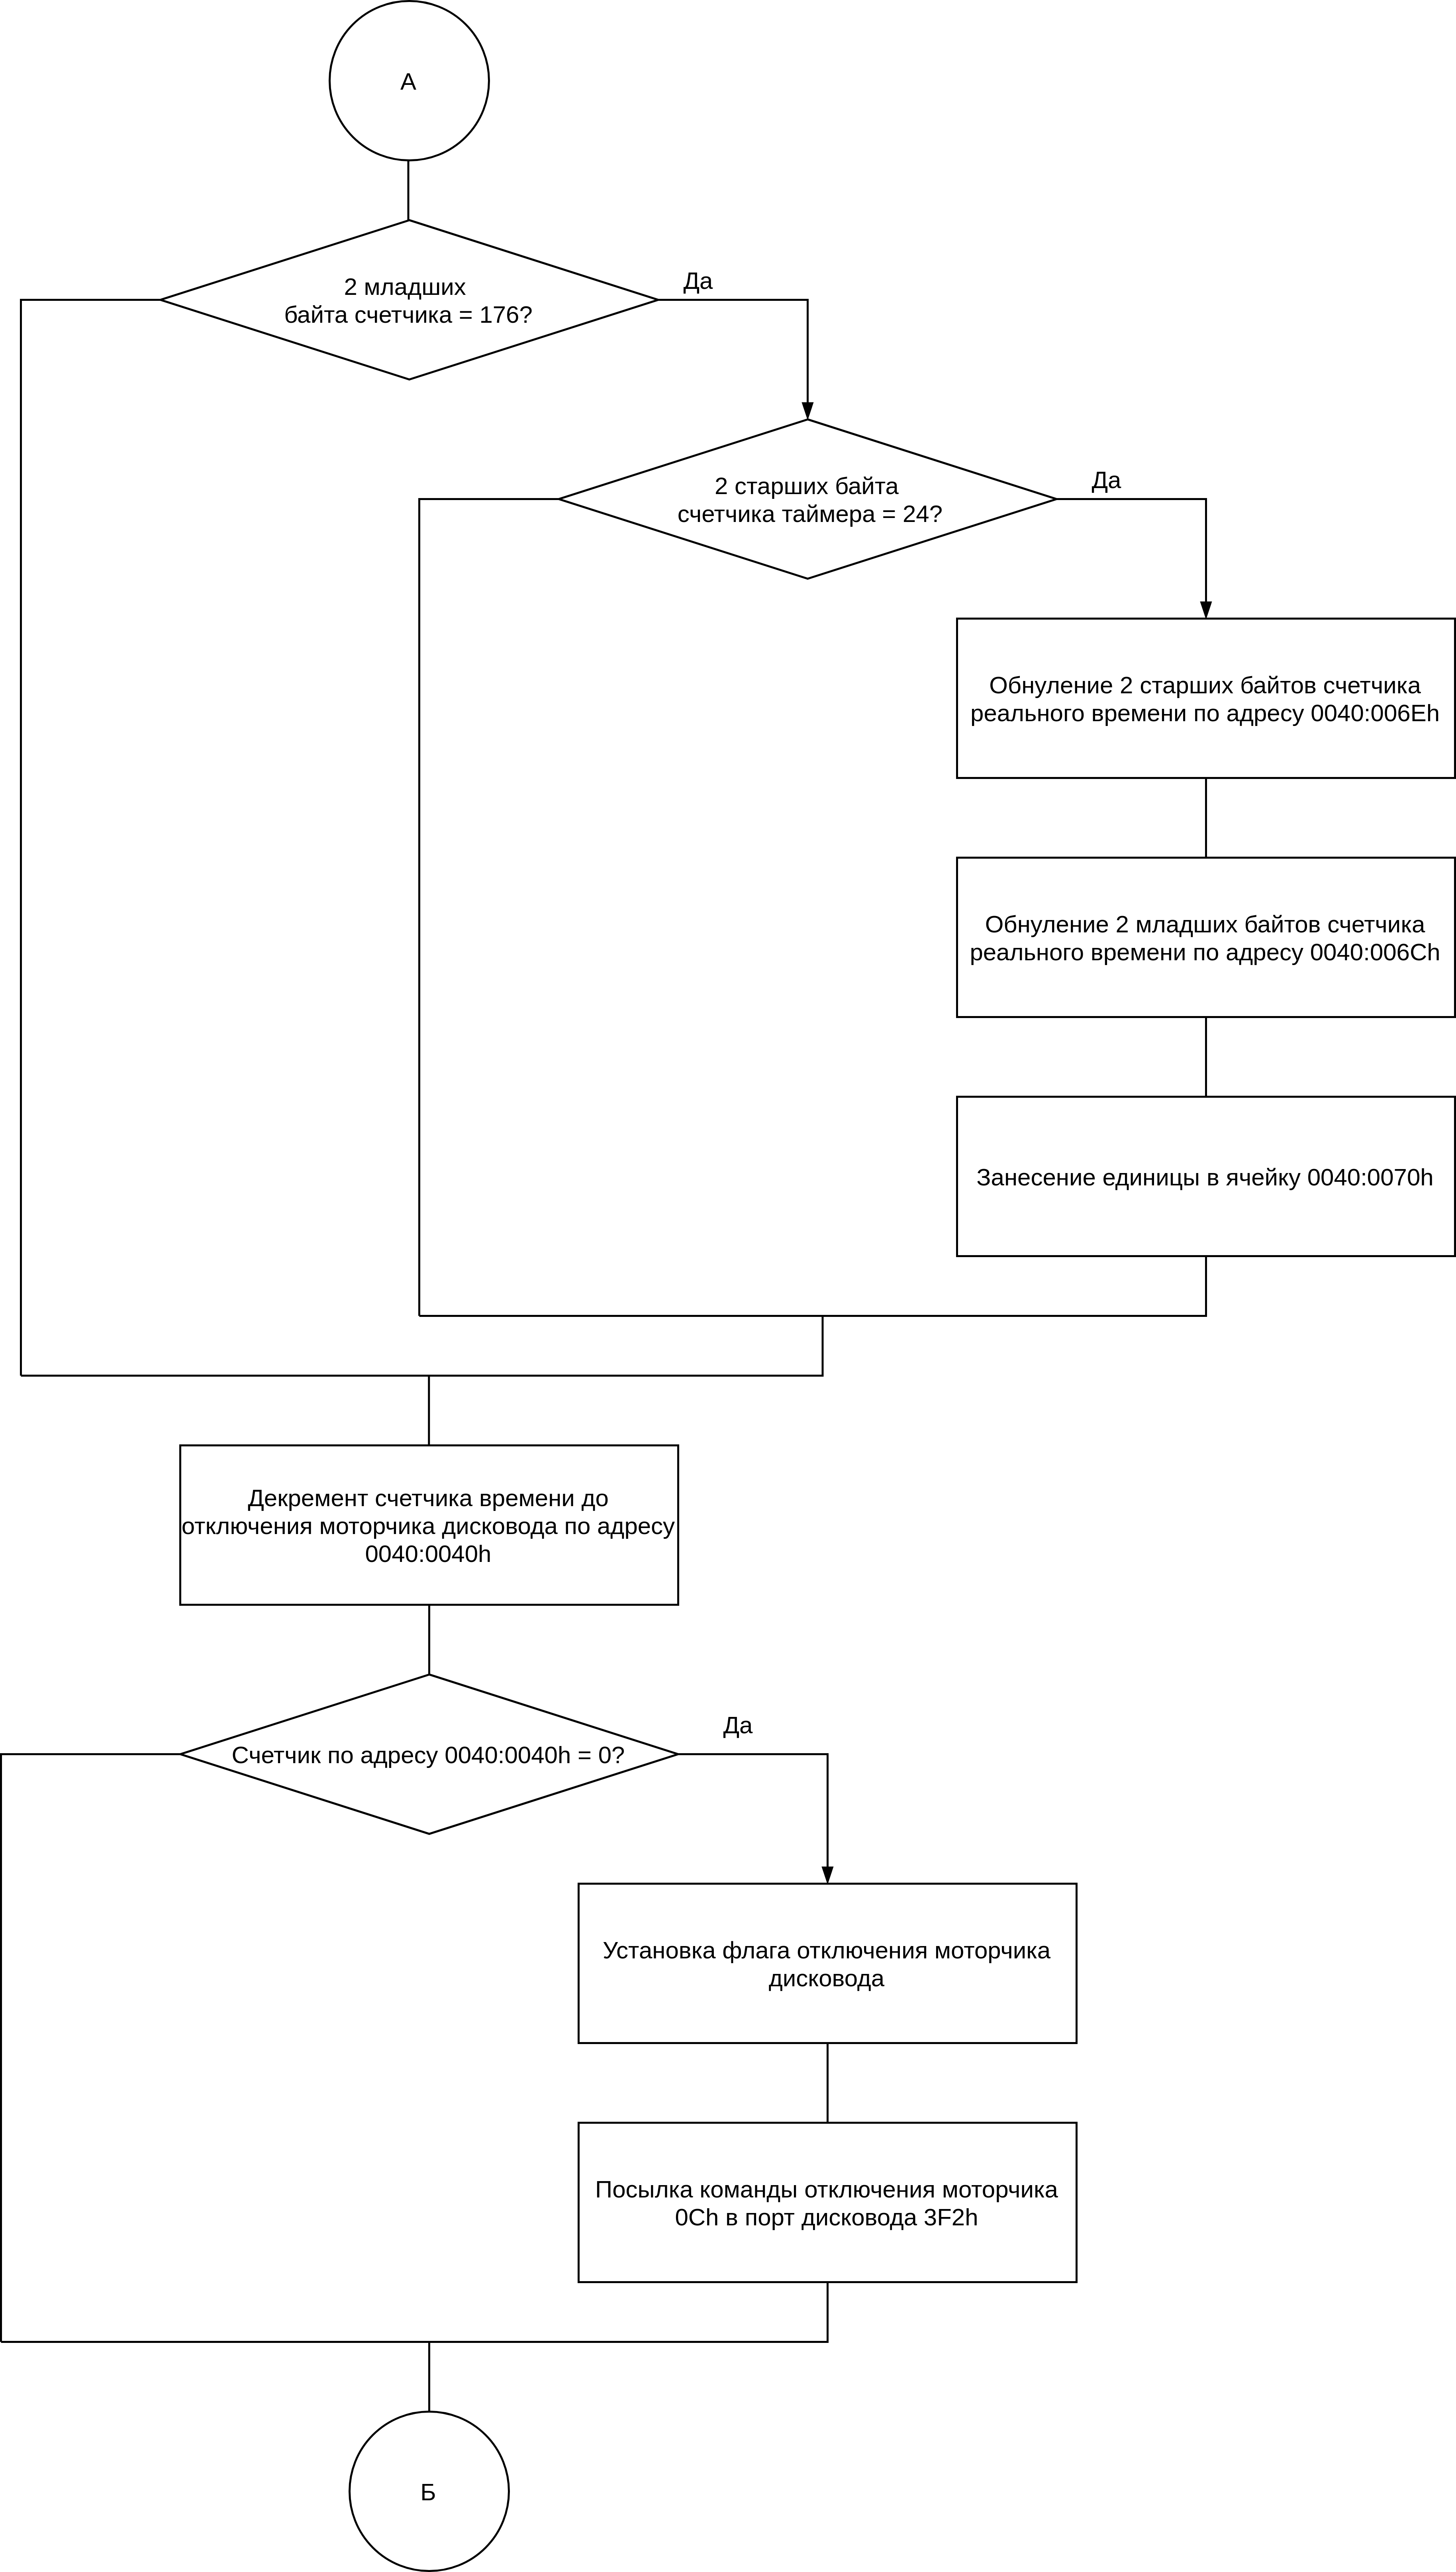 А
2 младших
байта счетчика = 176?
Да
2 старших байта
счетчика таймера = 24?
Да
Обнуление 2 старших байтов счетчика
реального времени по адресу 0040:006Eh
Обнуление 2 младших байтов счетчика
реального времени по адресу 0040:006Ch
Занесение единицы в ячейку 0040:0070h
Декремент счетчика времени до
отключения моторчика дисковода по адресу
0040:0040h
Счетчик по адресу 0040:0040h = 0?
Да
Установка флага отключения моторчика
дисковода
Посылка команды отключения моторчика
0Ch в порт дисковода 3F2h
Б